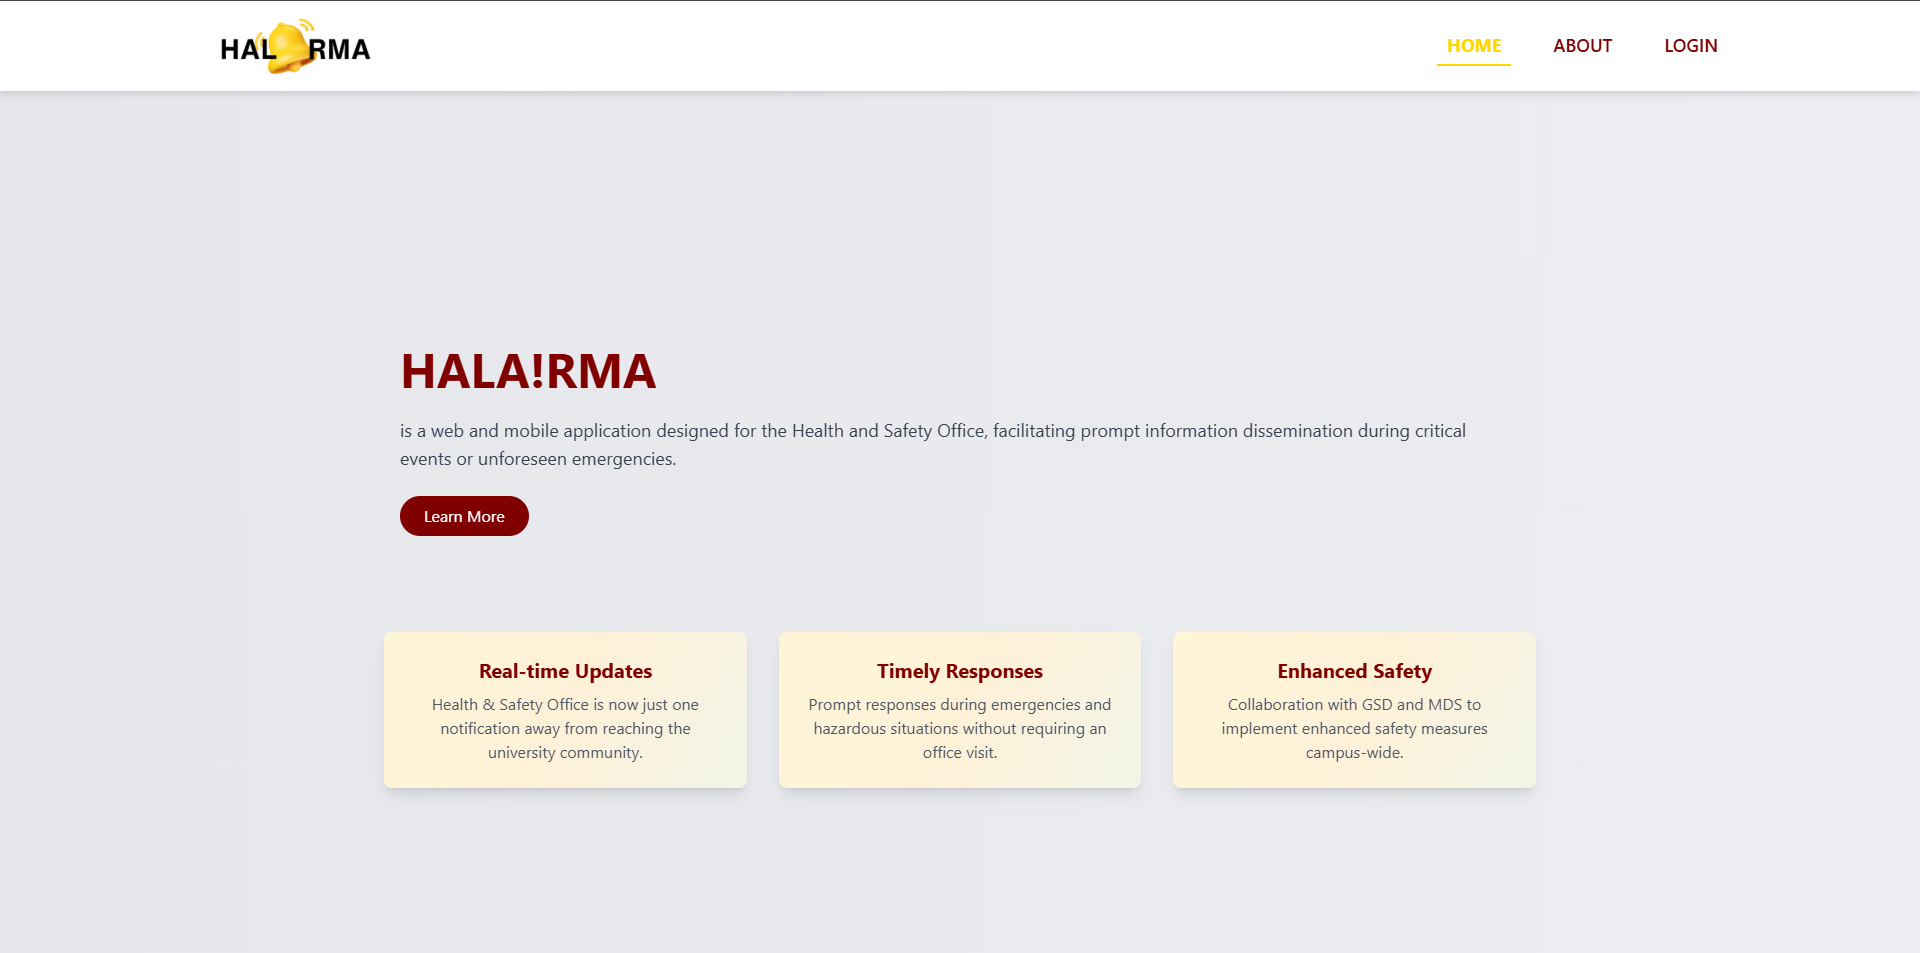 HAL RMA
HOME
ABOUT
LOGIN
HALA!RMA
is a web and mobile application designed for the Health and Safety Office, facilitating prompt information dissemination during critical
events or unforeseen emergencies.
Learn More
Real-time Updates
Health & Safety Office is now just one
notification away from reaching the
university community.
Timely Responses
Prompt responses during emergencies and
hazardous situations without requiring an
office visit.
Enhanced Safety
Collaboration with GSD and MDS to
implement enhanced safety measures
campus-wide.